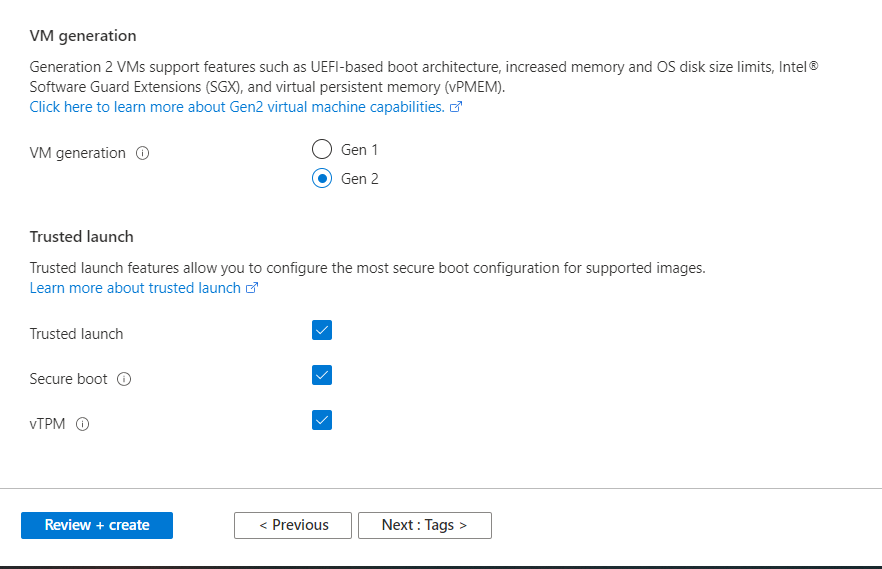 VM generation
Generation 2 VMs support features such as UEFI-based boot architecture, increased memory and OS disk size limits, Intel®
Software Guard Extensions (SGX), and virtual persistent memory (vPMEM).
Click here to learn more about Gen2 virtual machine capabilities.
VM generation
Gen 1
Gen 2
Trusted launch
Trusted launch features allow you to configure the most secure boot configuration for supported images.
Learn more about trusted launch
Trusted launch
Secure boot
vTPM
Review + create
< Previous
Next : Tags >